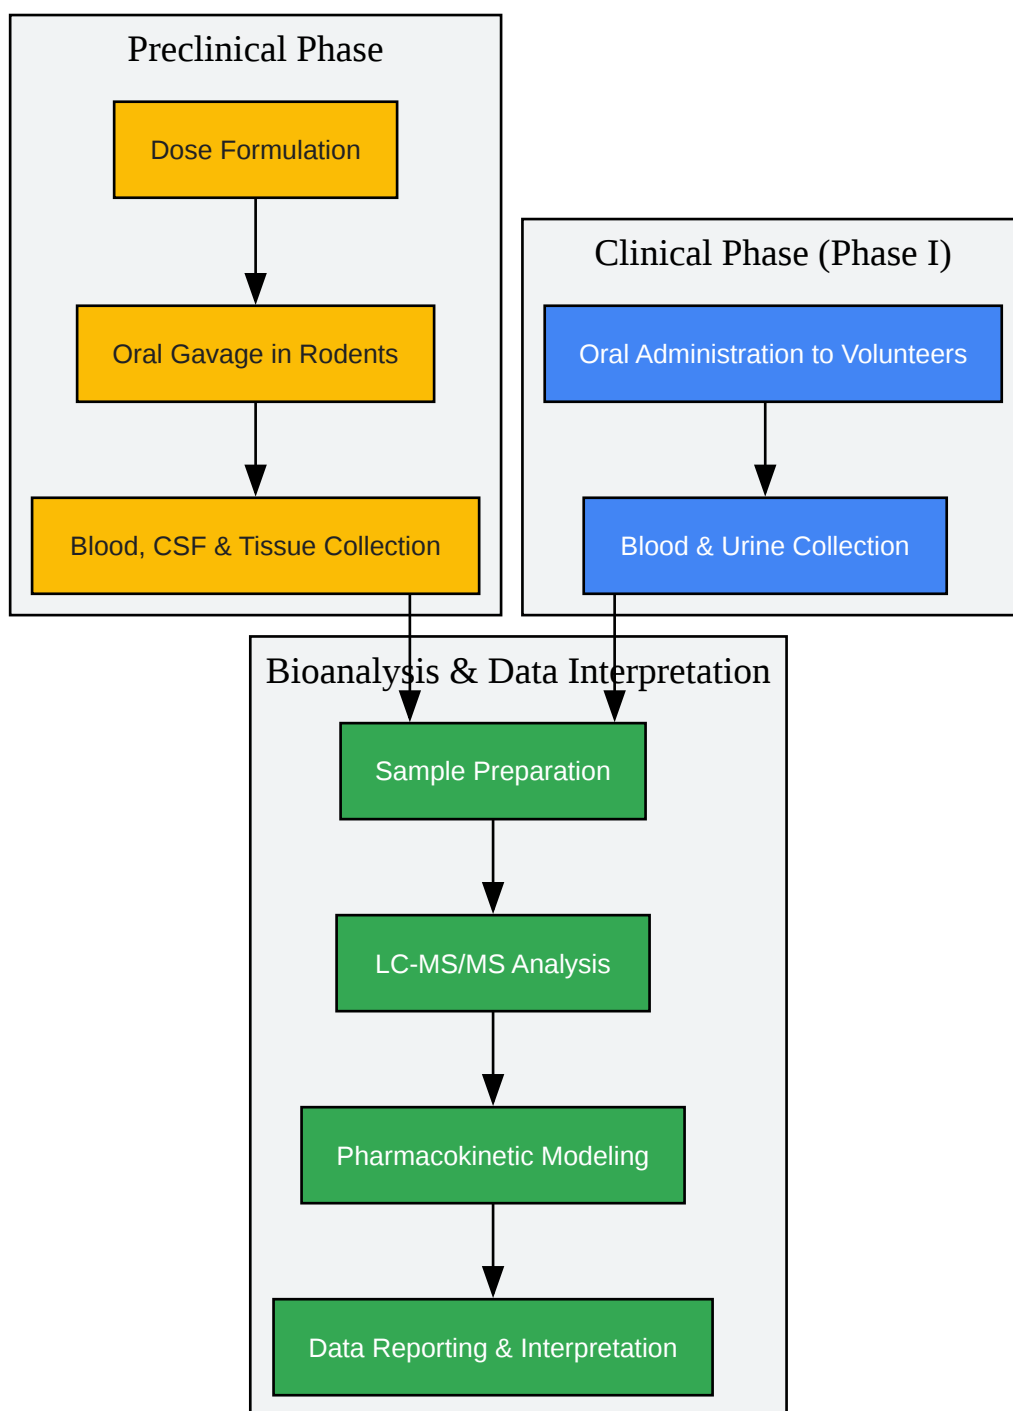 Preclinical Phase
Dose Formulation
Oral Gavage in Rodents
Blood, CSF & Tissue Collection
Clinical Phase (Phase I)
Oral Administration to Volunteers
Blood & Urine Collection
Bioanalysis & Data Interpretation
Sample Preparation
LC-MS/MS Analysis
Pharmacokinetic Modeling
Data Reporting & Interpretation